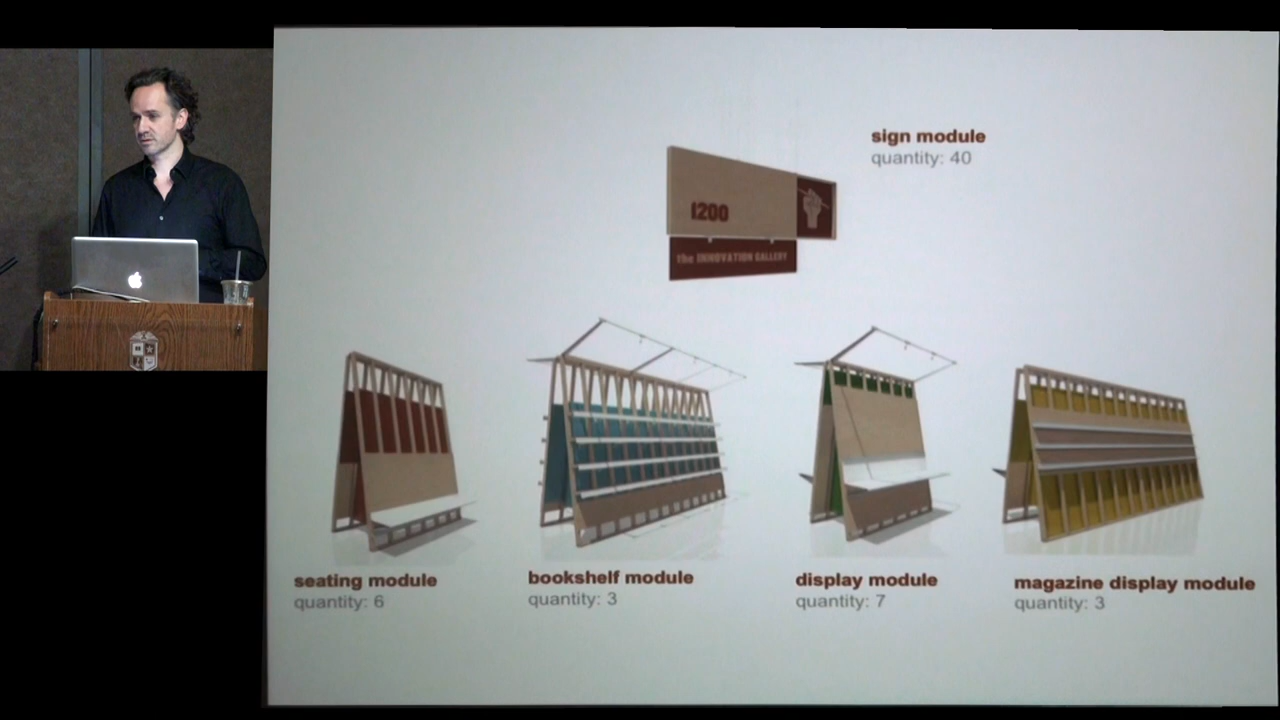 sign module
quantity: 40
1200
the INNOVATION GALLERY
seating module
quantity: 6
bookshelf module
quantity: 3
display module
quantity: 7
magazine display module
quantity: 3